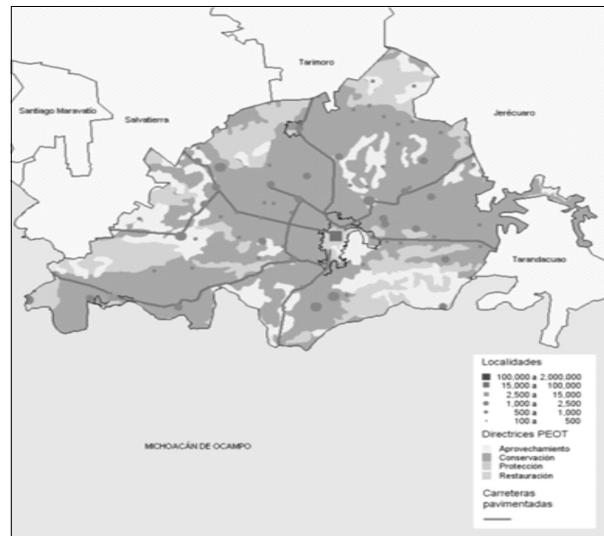 Tarimoro
Santiago Maravatío
Salvatierra
Jerécuaro
Tarandacuao
MICHOACÁN DE OCAMPO
Localidades
100,000 a 2,000,000
15,000 a 100,000
2,500 a 15,000
1,000 a 2,500
500 a 1,000
100 a 500
Directrices PEOT
Aprovechamiento
Conservación
Protección
Restauración
Carreteras
pavimentadas